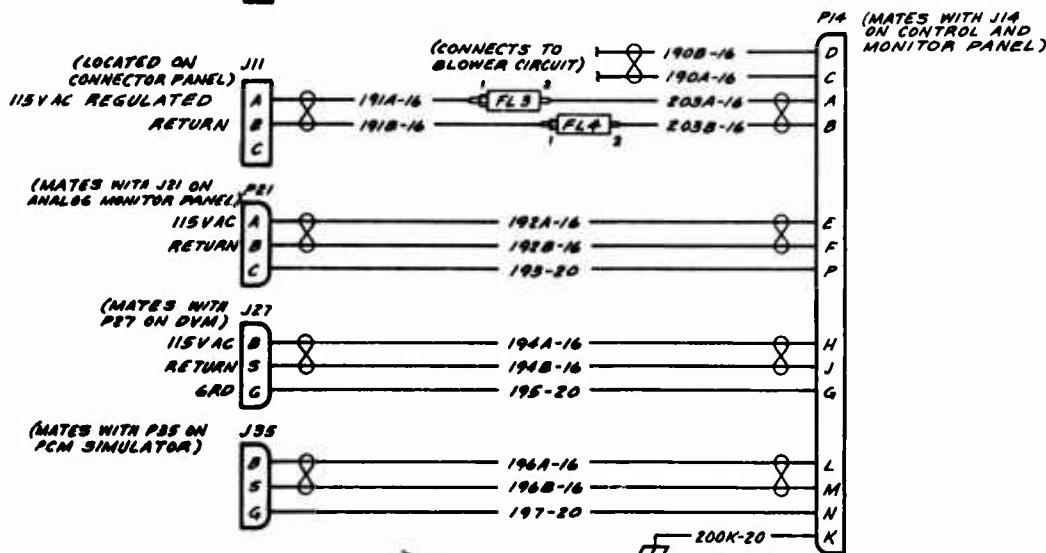 P14 (MATES WITH J14
ON CONTROL AND
MONITOR PANEL)
(CONNECTS TO
BLOWER CIRCUIT)
190B-16
D
190A-16
C
(LOCATED ON
CONNECTOR PANEL)
J11
115V AC REGULATED
A
191A-16
1
FL3
2
203A-16
A
RETURN
B
191B-16
1
FL4
2
203B-16
B
C
(MATES WITH J21 ON
ANALOG MONITOR PANEL)
P21
115VAC
A
192A-16
E
RETURN
B
192B-16
F
C
193-20
P
(MATES WITH
P27 ON DVM)
J27
115VAC
B
194A-16
H
RETURN
S
194B-16
J
GRD
G
195-20
G
(MATES WITH P35 ON
PCM SIMULATOR)
J35
B
196A-16
L
S
196B-16
M
G
197-20
N
200K-20
K